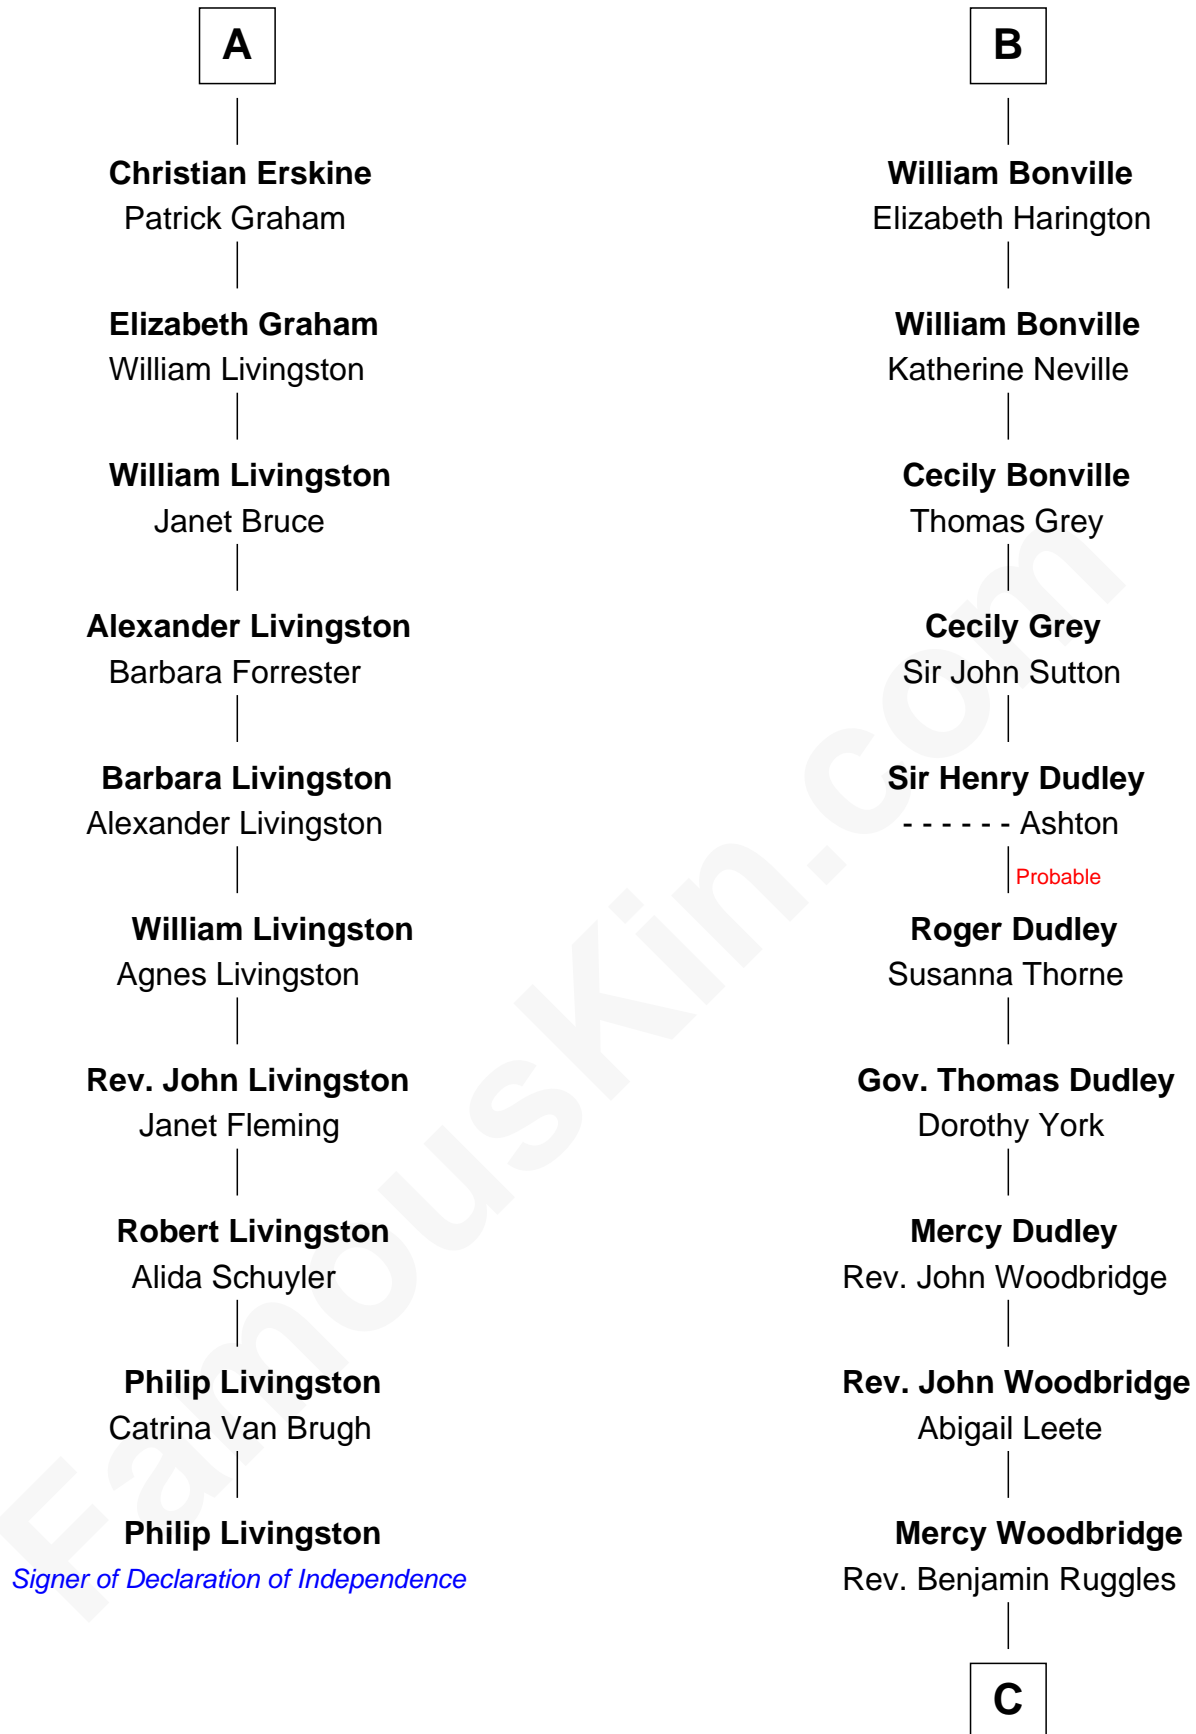 A
Christian Erskine
Patrick Graham
Elizabeth Graham
William Livingston
William Livingston
Janet Bruce
Alexander Livingston
Barbara Forrester
Barbara Livingston
Alexander Livingston
William Livingston
Agnes Livingston
Rev. John Livingston
Janet Fleming
Robert Livingston
Alida Schuyler
Philip Livingston
Catrina Van Brugh
Philip Livingston
Signer of Declaration of Independence
B
William Bonville
Elizabeth Harington
William Bonville
Katherine Neville
Cecily Bonville
Thomas Grey
Cecily Grey
Sir John Sutton
Sir Henry Dudley
- - - - - - Ashton
Probable
Roger Dudley
Susanna Thorne
Gov. Thomas Dudley
Dorothy York
Mercy Dudley
Rev. John Woodbridge
Rev. John Woodbridge
Abigail Leete
Mercy Woodbridge
Rev. Benjamin Ruggles
C
FamousKin.com